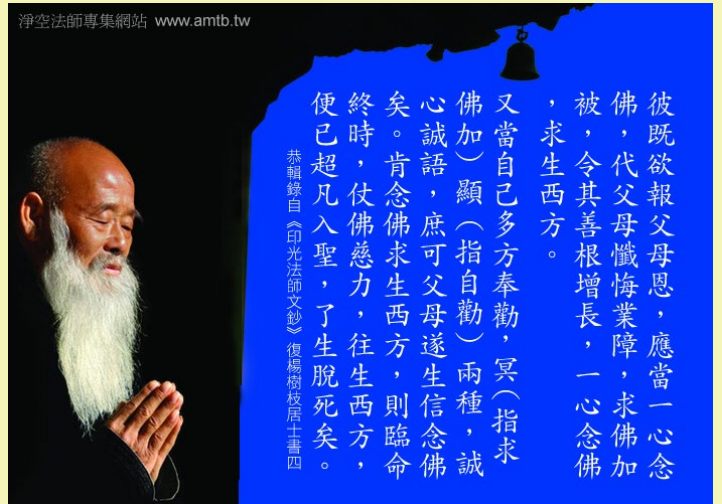 淨空法師專集網站 www.amtb.tw
彼既欲報父母恩，應當一心念
佛，代父母懺悔業障，求佛加
被，令其善根增長，一心念佛
，求生西方。
又當自己多方奉勸，冥（指求
佛加）顯（指自勸）兩種，誠
心誠語，庶可父母遂生信念佛
矣。肯念佛求生西方，則臨命
終時，仗佛慈力，往生西方，
便已超凡入聖，了生脫死矣。
恭輯錄自《印光法師文鈔》復楊樹枝居士書四